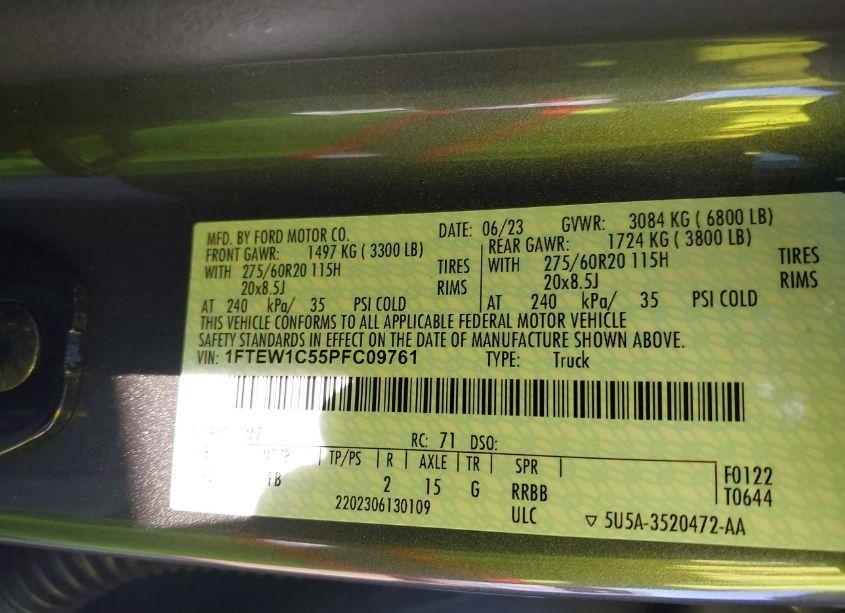 MFD. BY FORD MOTOR CO. DATE: 06/23 GVWR: 3084 KG ( 6800 LB)
FRONT GAWR: 1497 KG ( 3300 LB) REAR GAWR: 1724 KG ( 3800 LB)
WITH 275/60R20 115H TIRES WITH 275/60R20 115H TIRES
20x8.5J RIMS 20x8.5J RIMS
AT 240 kPa/ 35 PSI COLD AT 240 kPa/ 35 PSI COLD
THIS VEHICLE CONFORMS TO ALL APPLICABLE FEDERAL MOTOR VEHICLE
SAFETY STANDARDS IN EFFECT ON THE DATE OF MANUFACTURE SHOWN ABOVE.
VIN: 1FTEW1C55PFC09761 TYPE: Truck
RC: 71 DSO:
TP/PS R AXLE TR SPR F0122
FB 2 15 G RRBB T0644
2202306130109 ULC ▽ 5U5A-3520472-AA